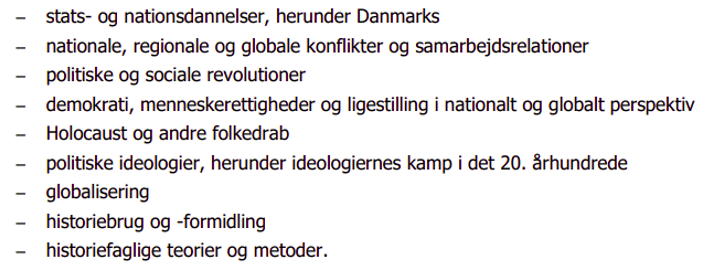 – stats- og nationsdannelser, herunder Danmarks
– nationale, regionale og globale konflikter og samarbejdsrelationer
– politiske og sociale revolutioner
– demokrati, menneskerettigheder og ligestilling i nationalt og globalt perspektiv
– Holocaust og andre folkedrab
– politiske ideologier, herunder ideologiernes kamp i det 20. århundrede
– globalisering
– historiebrug og -formidling
– historiefaglige teorier og metoder.